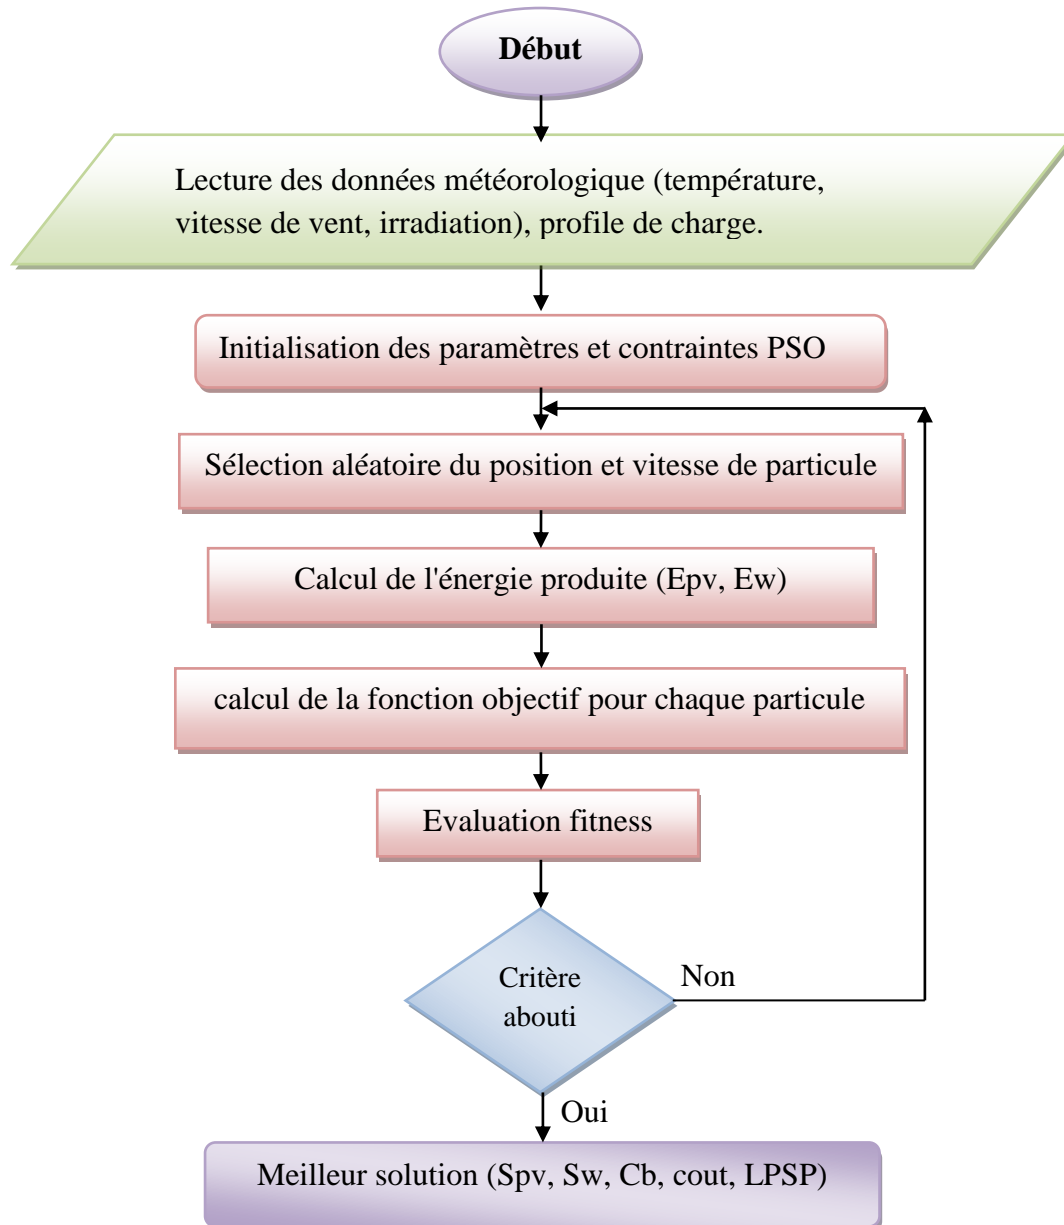 Début
Lecture des données météorologique (température,
vitesse de vent, irradiation), profile de charge.
Initialisation des paramètres et contraintes PSO
Sélection aléatoire du position et vitesse de particule
Calcul de l'énergie produite (Epv, Ew)
calcul de la fonction objectif pour chaque particule
Evaluation fitness
Critère
abouti
Non
Oui
Meilleur solution (Spv, Sw, Cb, cout, LPSP)